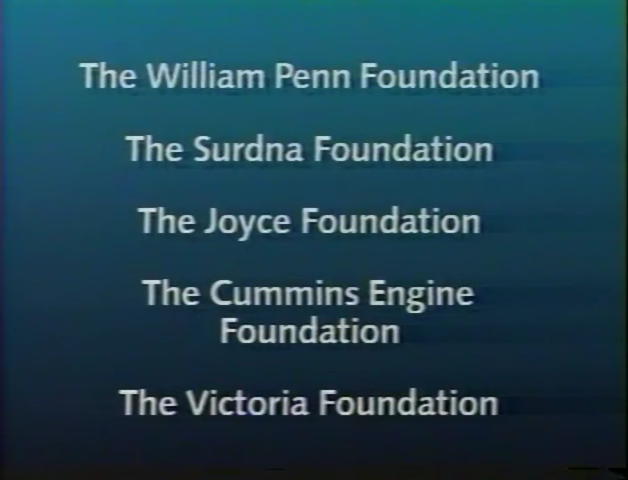 The William Penn Foundation
The Surdna Foundation
The Joyce Foundation
The Cummins Engine
Foundation
The Victoria Foundation